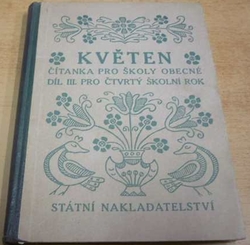 KVĚTEN
ČÍTANKA PRO ŠKOLY OBECNÉ
DÍL III. PRO ČTVRTÝ ŠKOLNÍ ROK
STÁTNÍ NAKLADATELSTVÍ